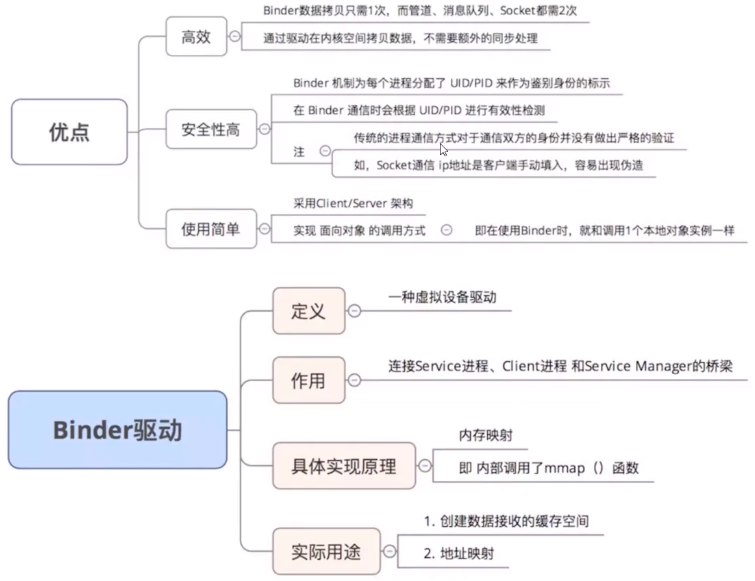 优点
高效
Binder数据拷贝只需1次，而管道、消息队列、Socket都需2次
通过驱动在内核空间拷贝数据，不需要额外的同步处理
安全性高
Binder 机制为每个进程分配了 UID/PID 来作为鉴别身份的标示
在 Binder 通信时会根据 UID/PID 进行有效性检测
注
传统的进程通信方式对于通信双方的身份并没有做出严格的验证
如，Socket通信 ip地址是客户端手动填入，容易出现伪造
使用简单
采用Client/Server 架构
实现 面向对象 的调用方式
即在使用Binder时，就和调用1个本地对象实例一样
Binder驱动
定义
一种虚拟设备驱动
作用
连接Service进程、Client进程 和Service Manager的桥梁
具体实现原理
内存映射
即 内部调用了mmap（）函数
实际用途
1. 创建数据接收的缓存空间
2. 地址映射